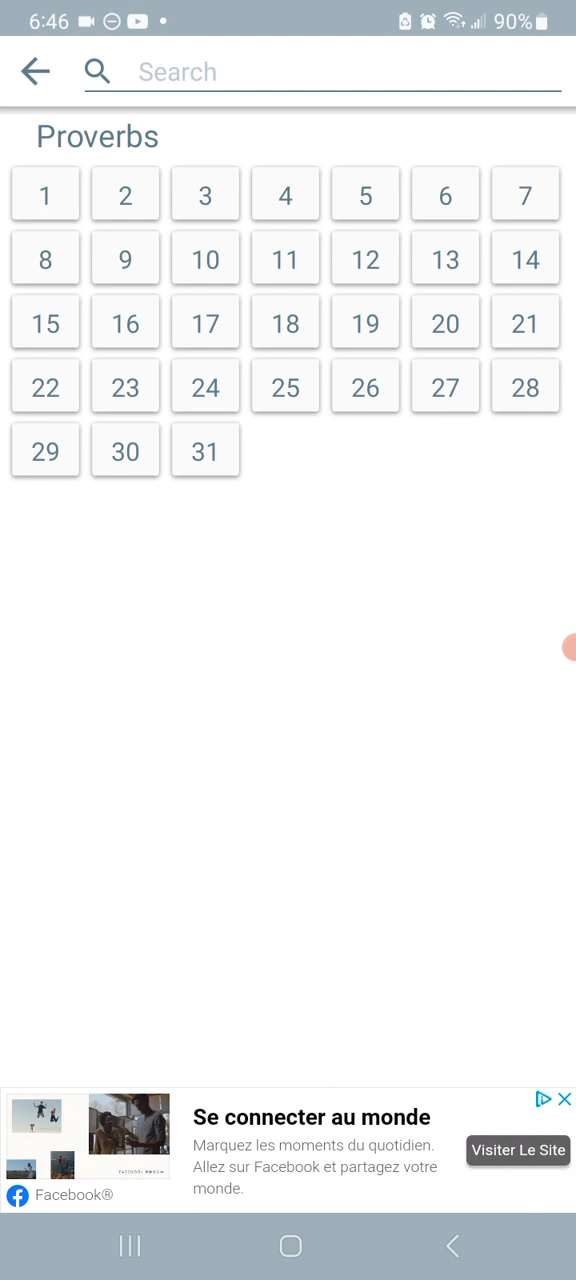 6:46 90%
Search
Proverbs
1 2 3 4 5 6 7
8 9 10 11 12 13 14
15 16 17 18 19 20 21
22 23 24 25 26 27 28
29 30 31
Se connecter au monde
Marquez les moments du quotidien.
Allez sur Facebook et partagez votre
monde.
Visiter Le Site
Facebook®